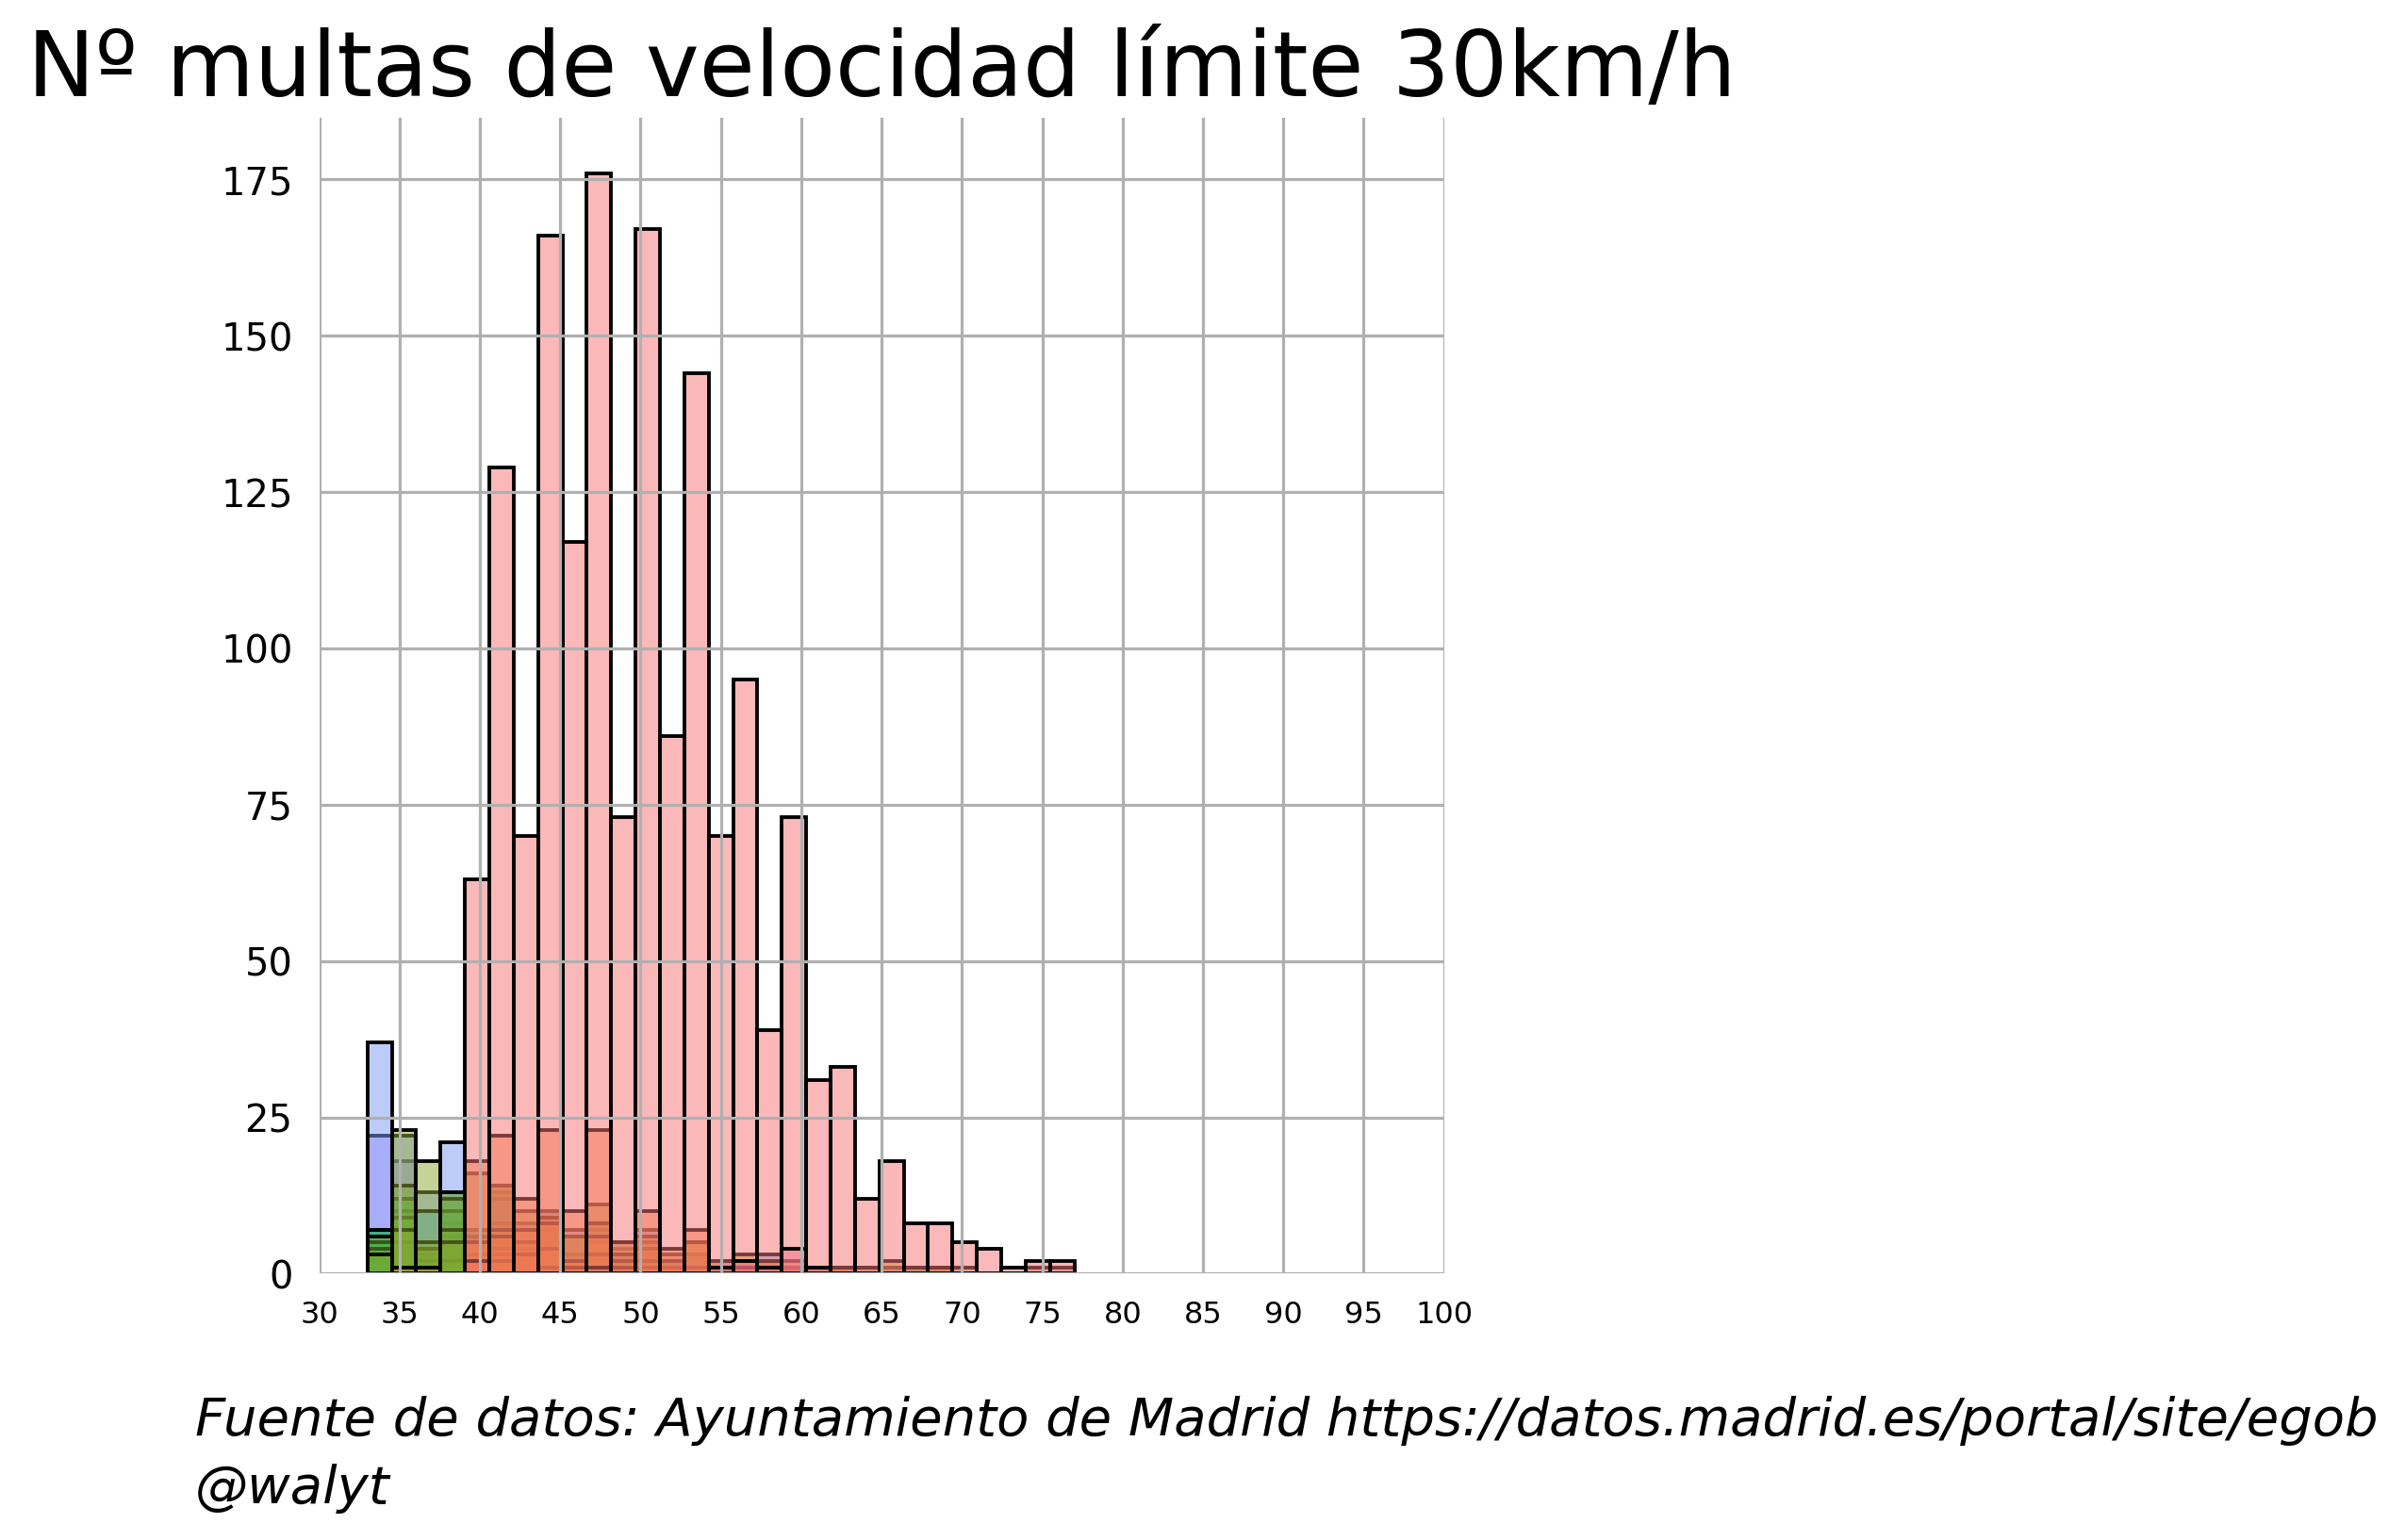 Nº multas de velocidad límite 30km/h
175
150
125
100
75
50
25
0
30 35 40 45 50 55 60 65 70 75 80 85 90 95 100
Fuente de datos: Ayuntamiento de Madrid https://datos.madrid.es/portal/site/egob
@walyt